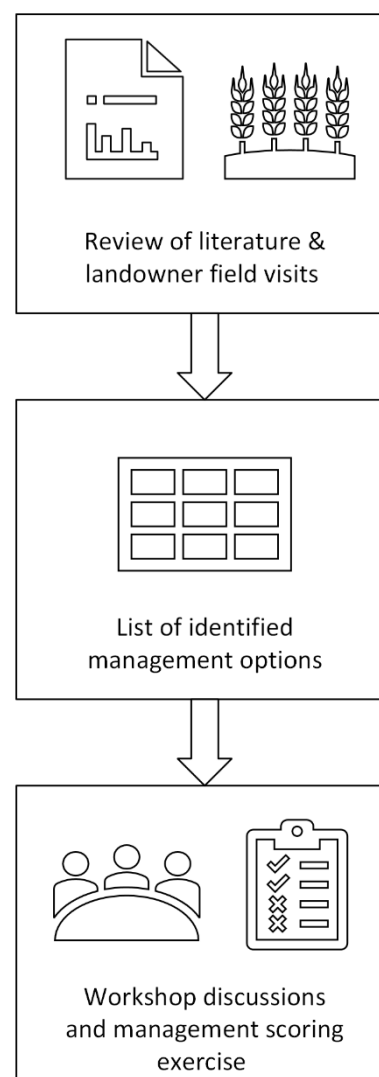 Review of literature &
landowner field visits
List of identified
management options
Workshop discussions
and management scoring
exercise